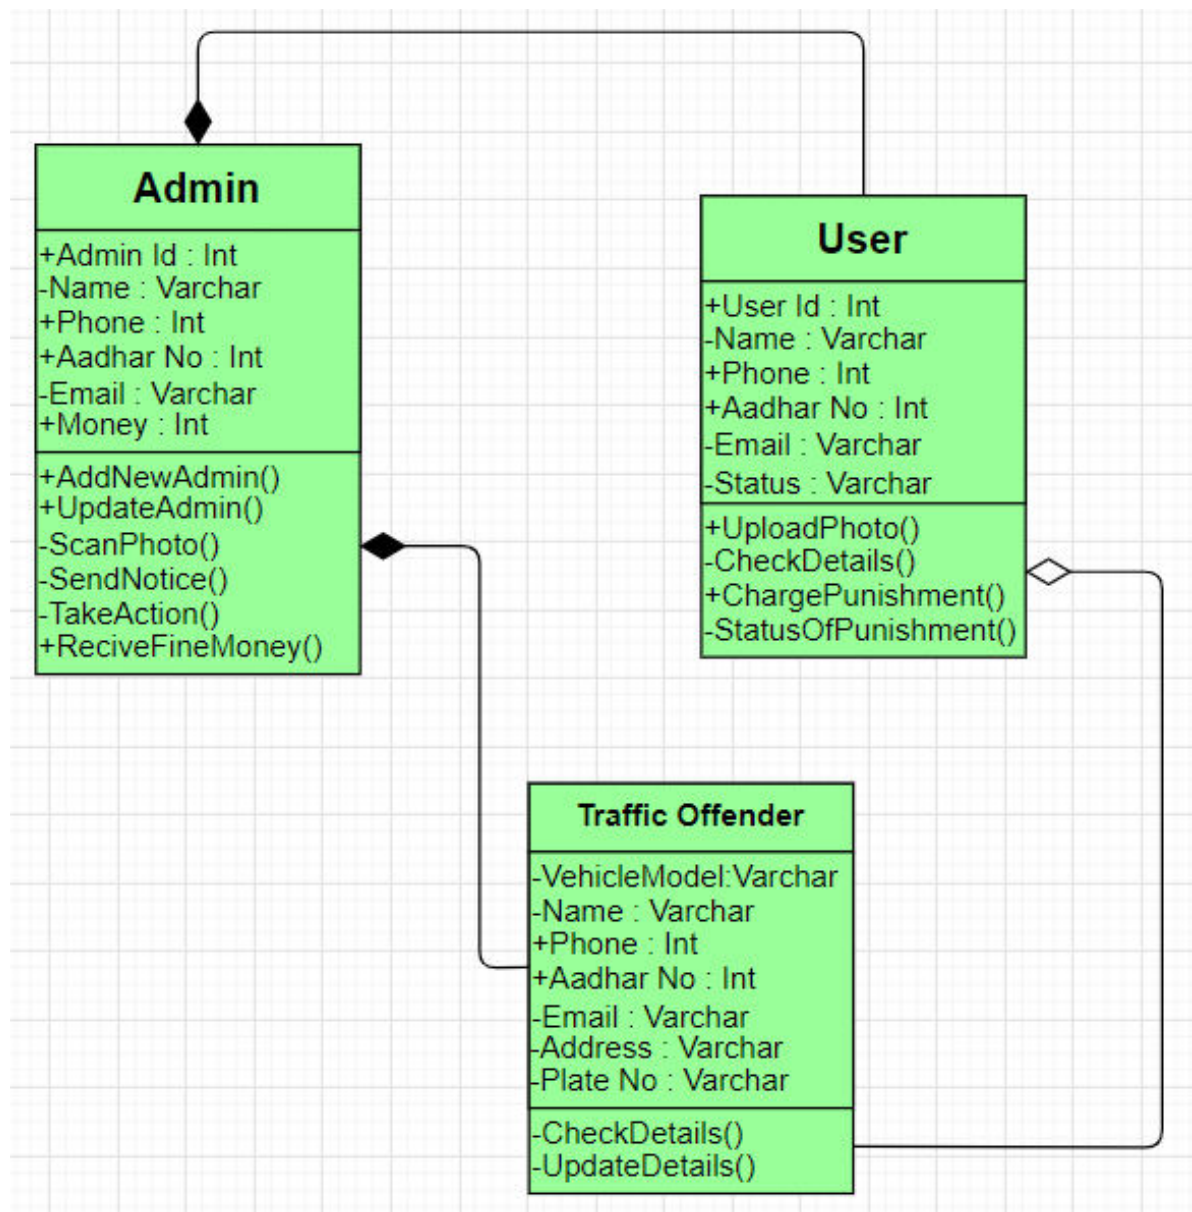 Admin
+Admin Id : Int
-Name : Varchar
+Phone : Int
+Aadhar No : Int
-Email : Varchar
+Money : Int
+AddNewAdmin()
+UpdateAdmin()
-ScanPhoto()
-SendNotice()
-TakeAction()
+ReciveFineMoney()
User
+User Id : Int
-Name : Varchar
+Phone : Int
+Aadhar No : Int
-Email : Varchar
-Status : Varchar
+UploadPhoto()
-CheckDetails()
+ChargePunishment()
-StatusOfPunishment()
Traffic Offender
-VehicleModel:Varchar
-Name : Varchar
+Phone : Int
+Aadhar No : Int
-Email : Varchar
-Address : Varchar
-Plate No : Varchar
-CheckDetails()
-UpdateDetails()